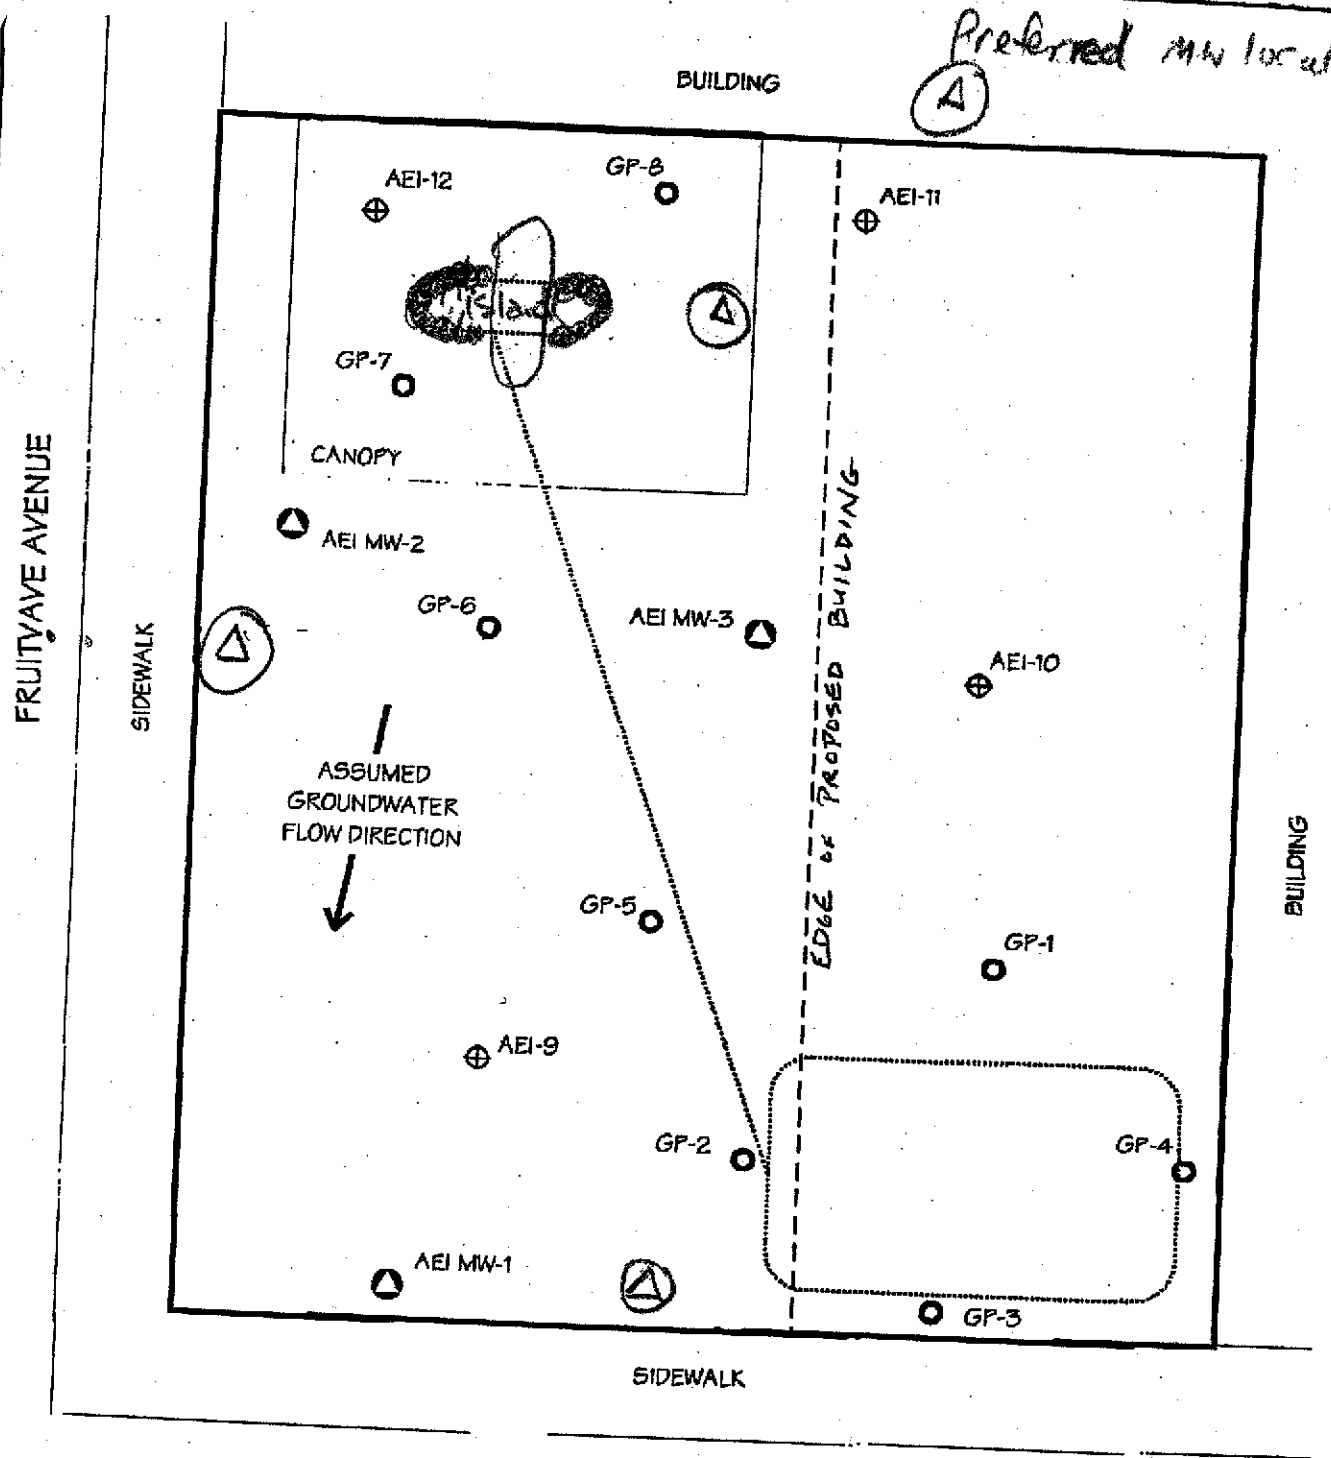 Preferred MW
BUILDING
AEI-12
GP-8
AEI-11
island
GP-7
CANOPY
AEI MW-2
GP-6
AEI MW-3
AEI-10
FRUITVAVE AVENUE
SIDEWALK
EDGE OF PROPOSED BUILDING
ASSUMED
GROUNDWATER
FLOW DIRECTION
GP-5
GP-1
BUILDING
AEI-9
GP-2
GP-4
AEI MW-1
GP-3
SIDEWALK